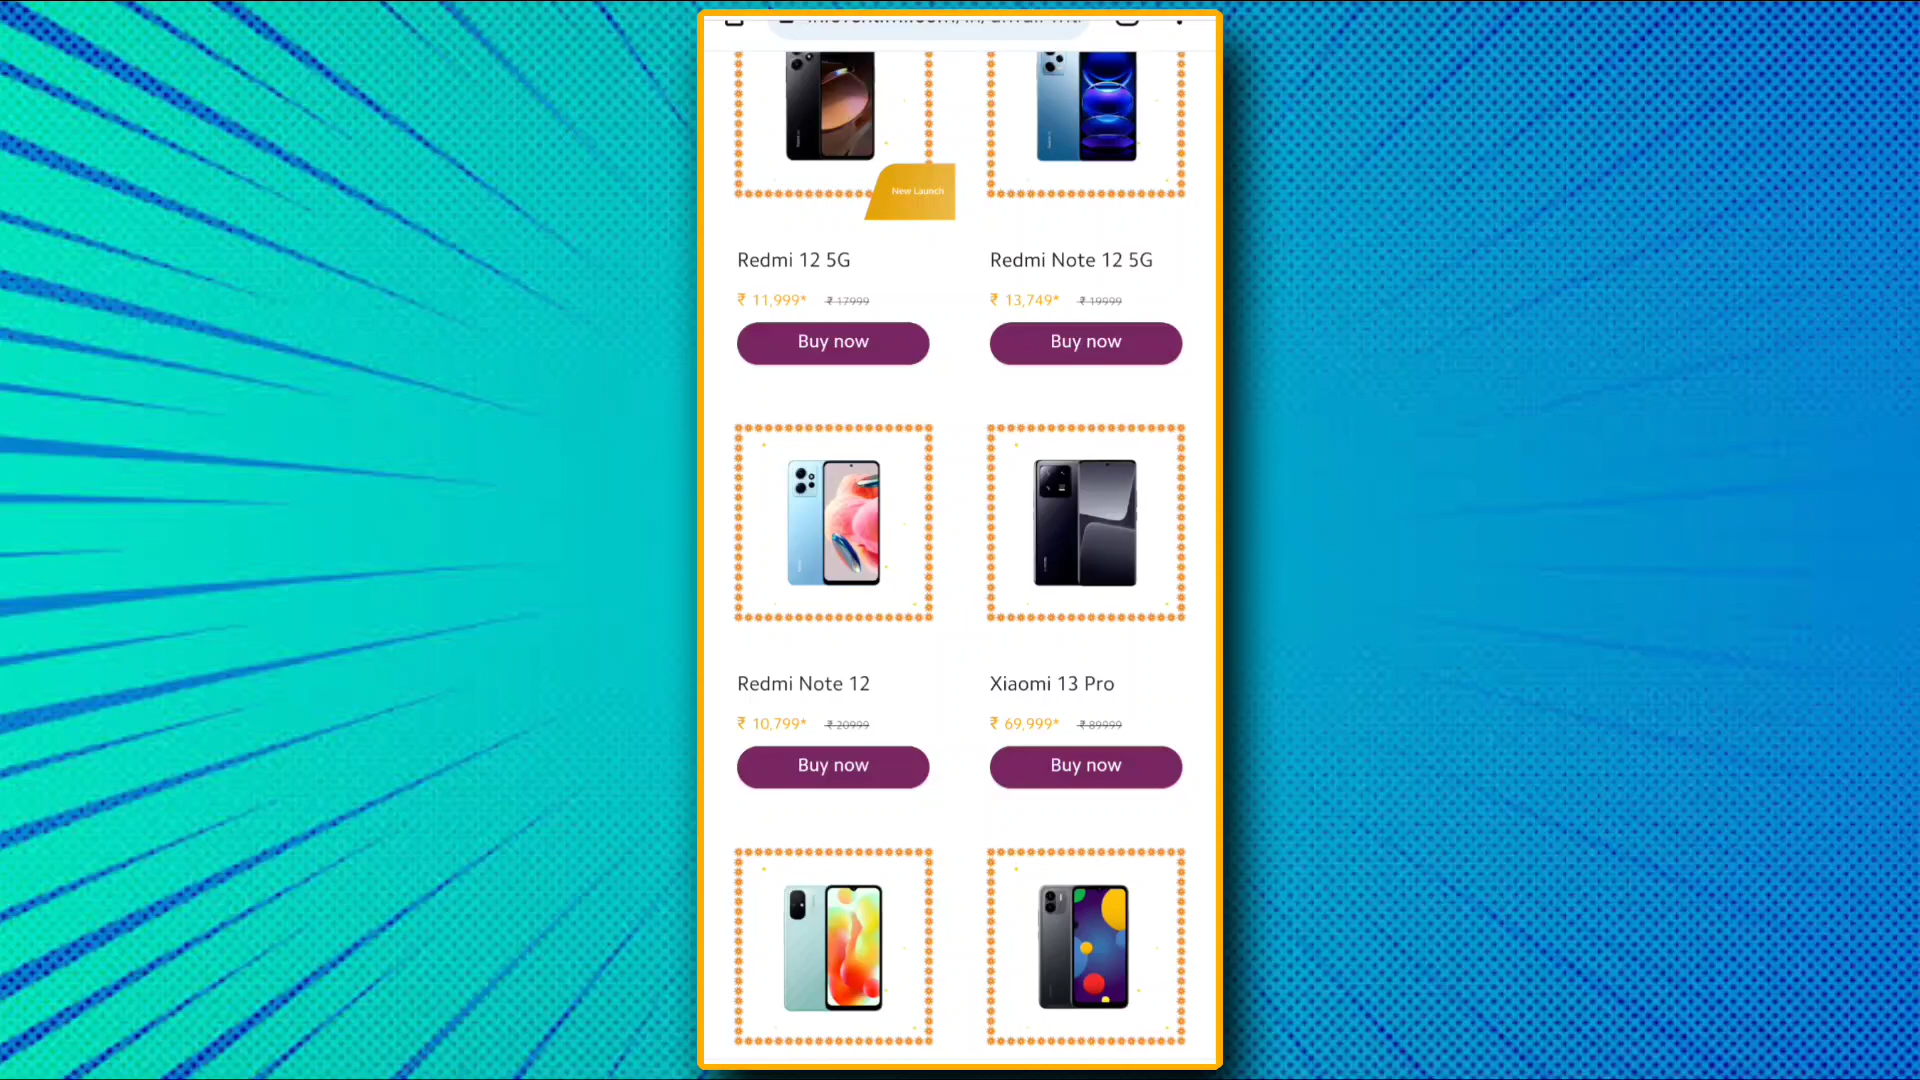 New Launch
Redmi 12 5G
Redmi Note 12 5G
₹ 11,999* ₹ 17999
₹ 13,749* ₹ 19999
Buy now
Buy now
Redmi Note 12
Xiaomi 13 Pro
₹ 10,799* ₹ 20999
₹ 69,999* ₹ 89999
Buy now
Buy now